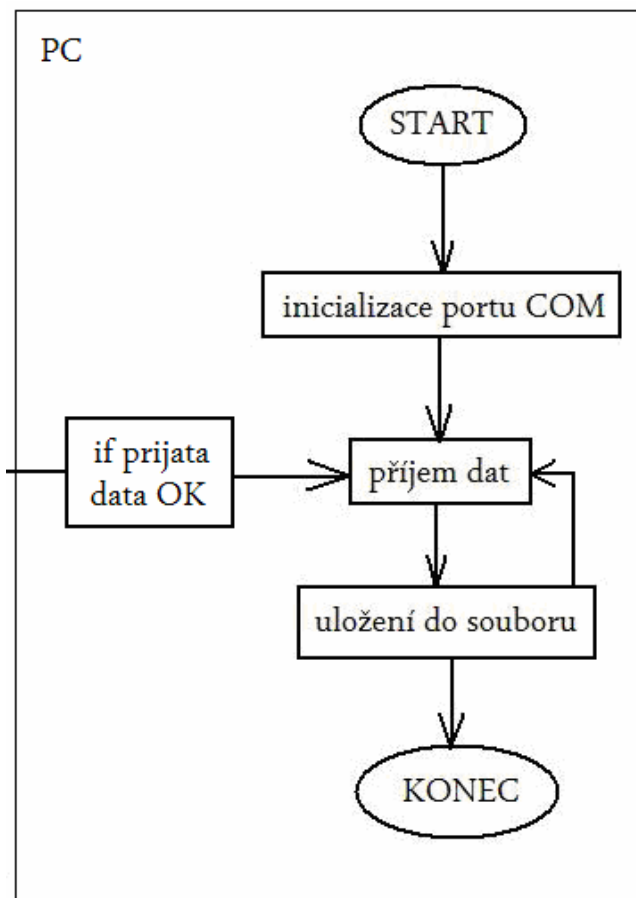 PC
START
inicializace portu COM
if prijata
data OK
příjem dat
uložení do souboru
KONEC